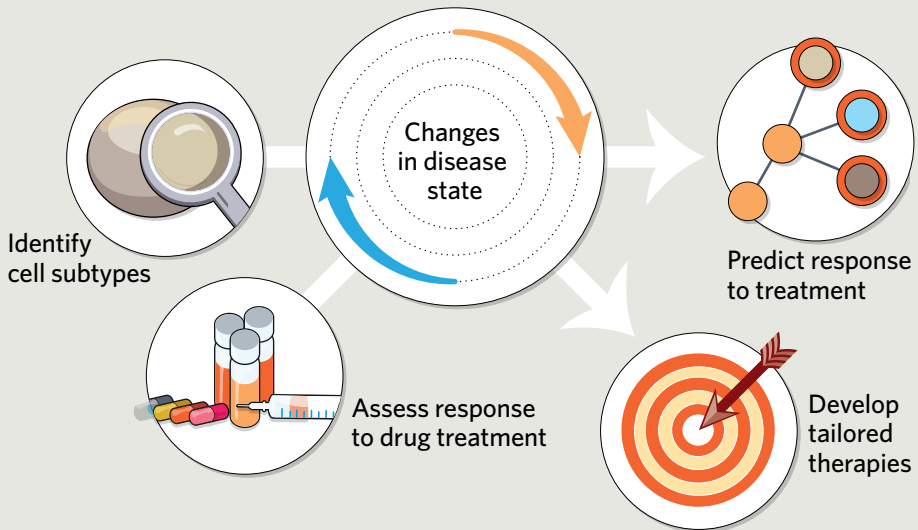 Changes
in disease
state
Identify
cell subtypes
Predict response
to treatment
Assess response
to drug treatment
Develop
tailored
therapies